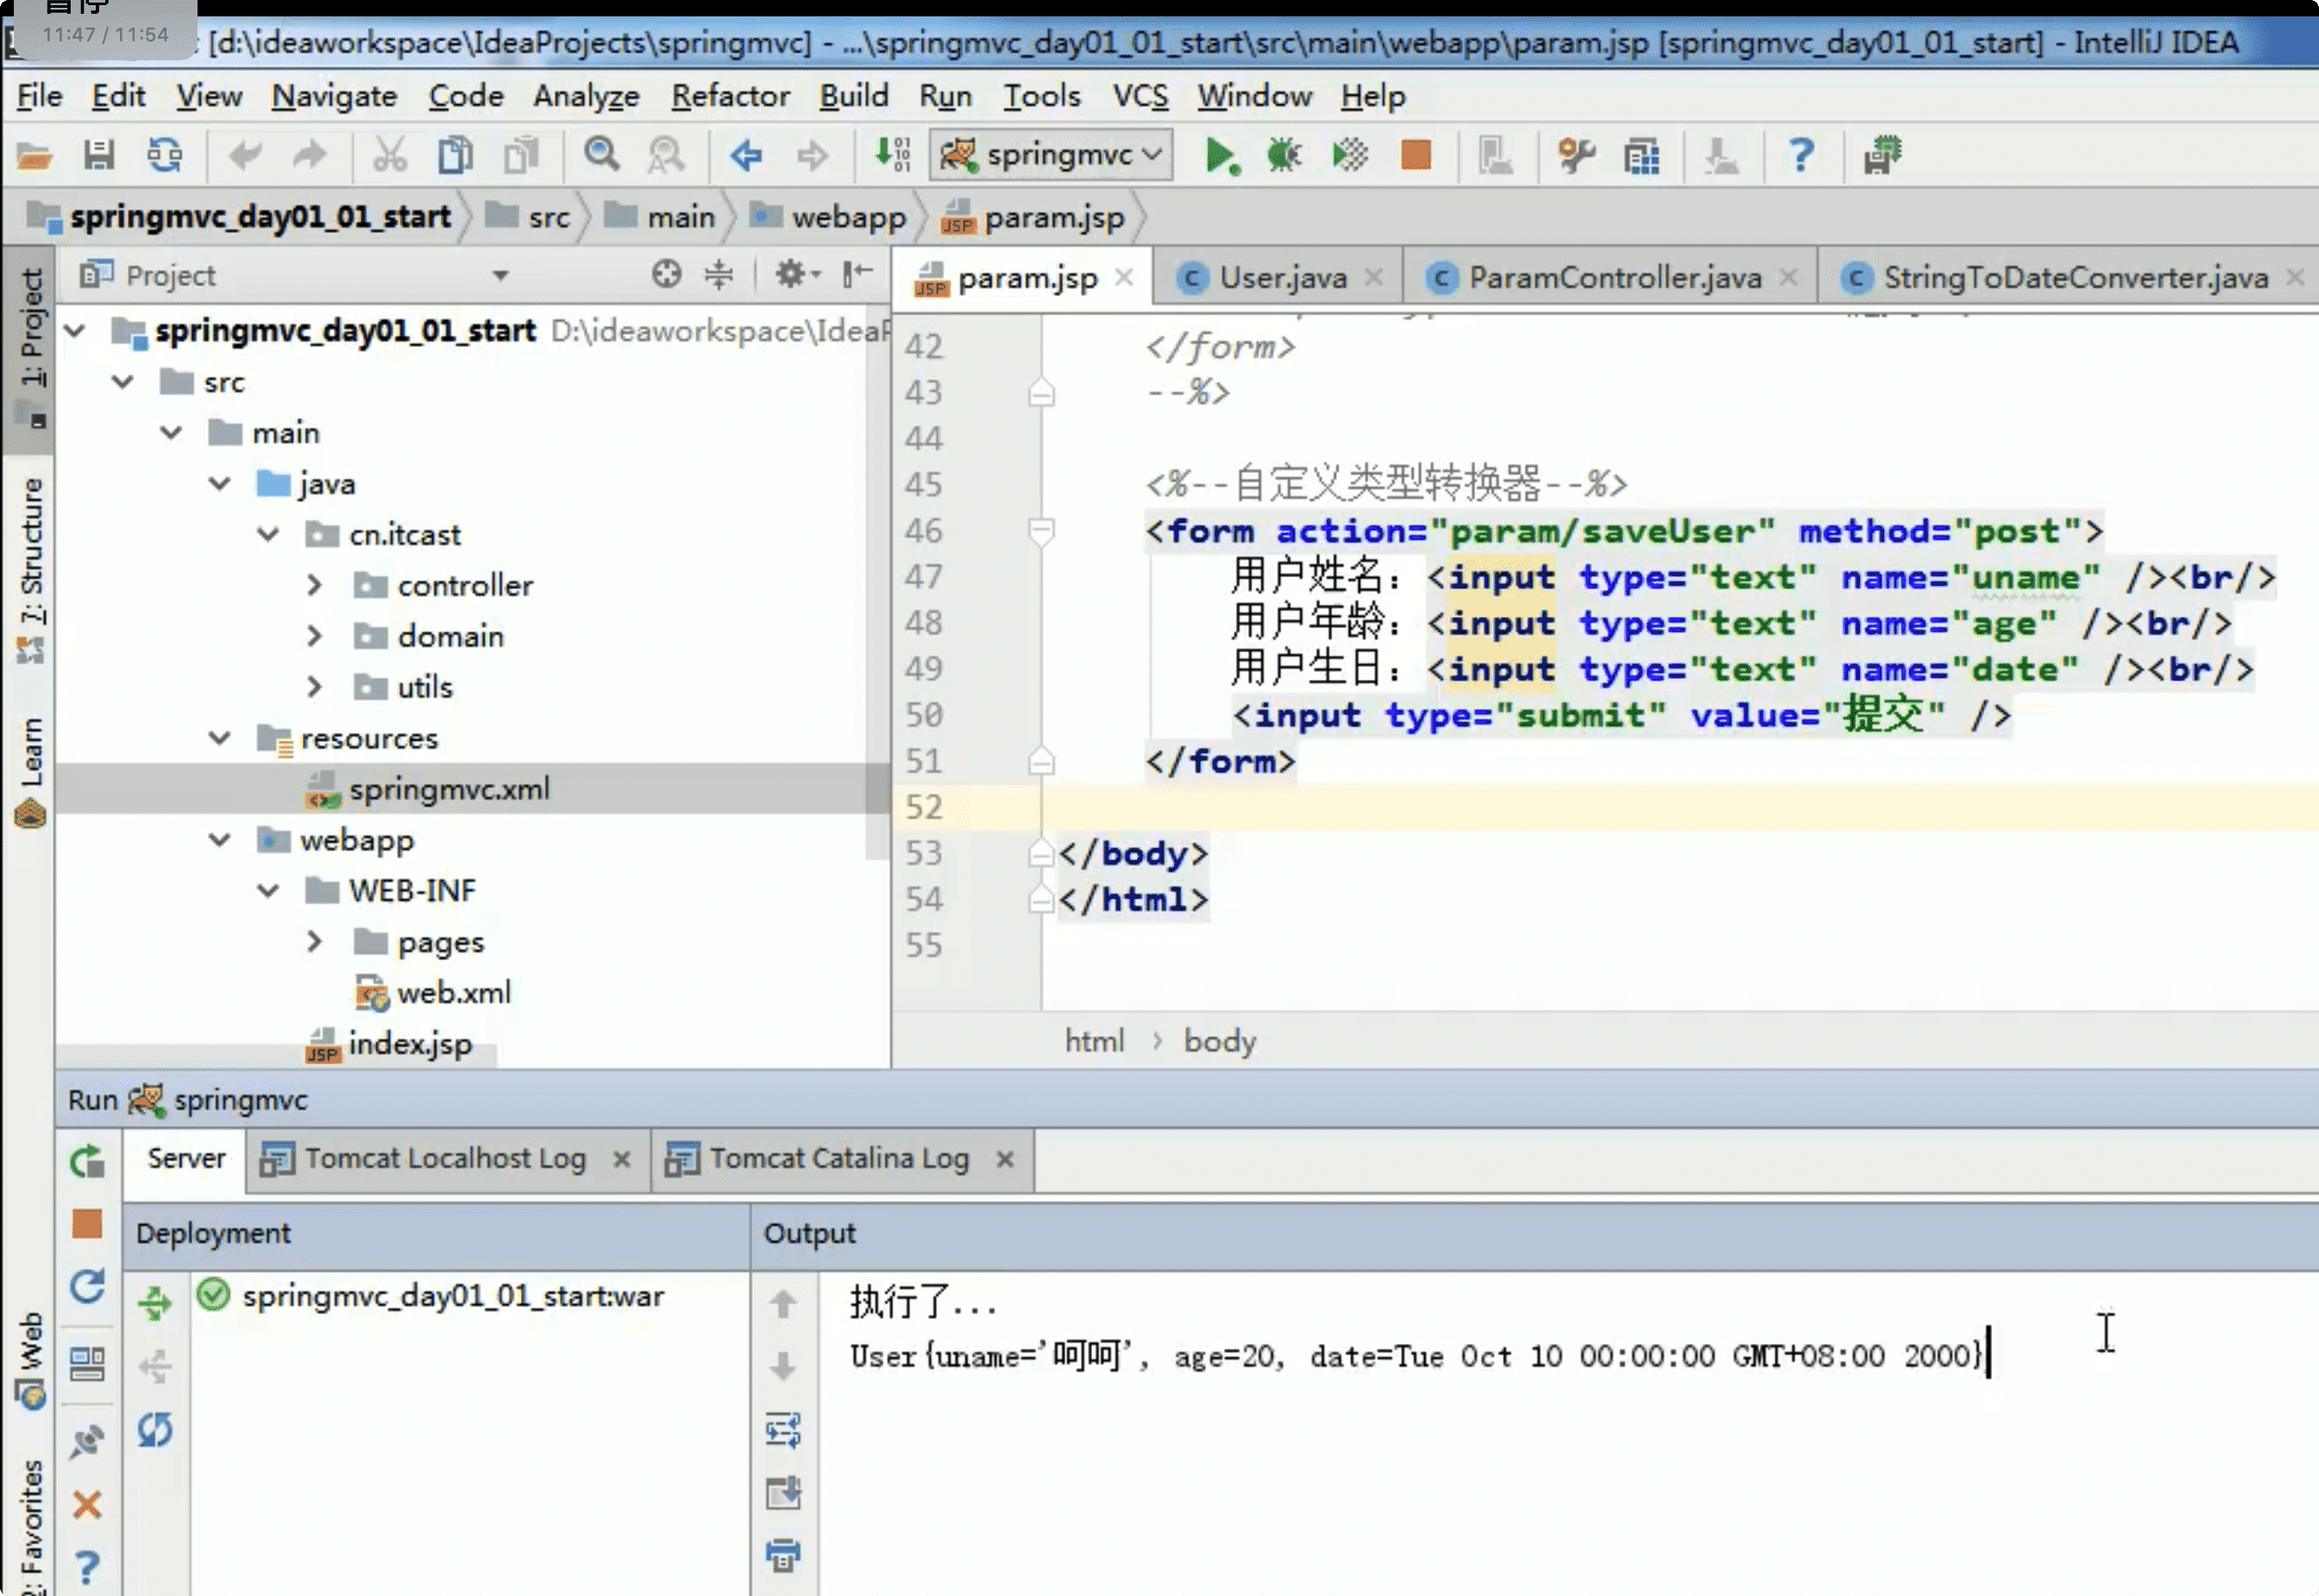 暂停
11:47 / 11:54
[d:\ideaworkspace\IdeaProjects\springmvc] - ...\springmvc_day01_01_start\src\main\webapp\param.jsp [springmvc_day01_01_start] - IntelliJ IDEA
File Edit View Navigate Code Analyze Refactor Build Run Tools VCS Window Help
springmvc
springmvc_day01_01_start src main webapp param.jsp
Project
param.jsp User.java ParamController.java StringToDateConverter.java
1: Project
7: Structure
Learn
Web
Favorites
springmvc_day01_01_start D:\ideaworkspace\IdeaP
src
main
java
cn.itcast
controller
domain
utils
resources
springmvc.xml
webapp
WEB-INF
pages
web.xml
index.jsp
42 </form>
43 --%>
44
45 <%--自定义类型转换器--%>
46 <form action="param/saveUser" method="post">
47 用户姓名：<input type="text" name="uname" /><br/>
48 用户年龄：<input type="text" name="age" /><br/>
49 用户生日：<input type="text" name="date" /><br/>
50 <input type="submit" value="提交" />
51 </form>
52
53 </body>
54 </html>
55
html › body
Run springmvc
Server Tomcat Localhost Log Tomcat Catalina Log
Deployment
springmvc_day01_01_start:war
Output
执行了...
User{uname='呵呵', age=20, date=Tue Oct 10 00:00:00 GMT+08:00 2000}